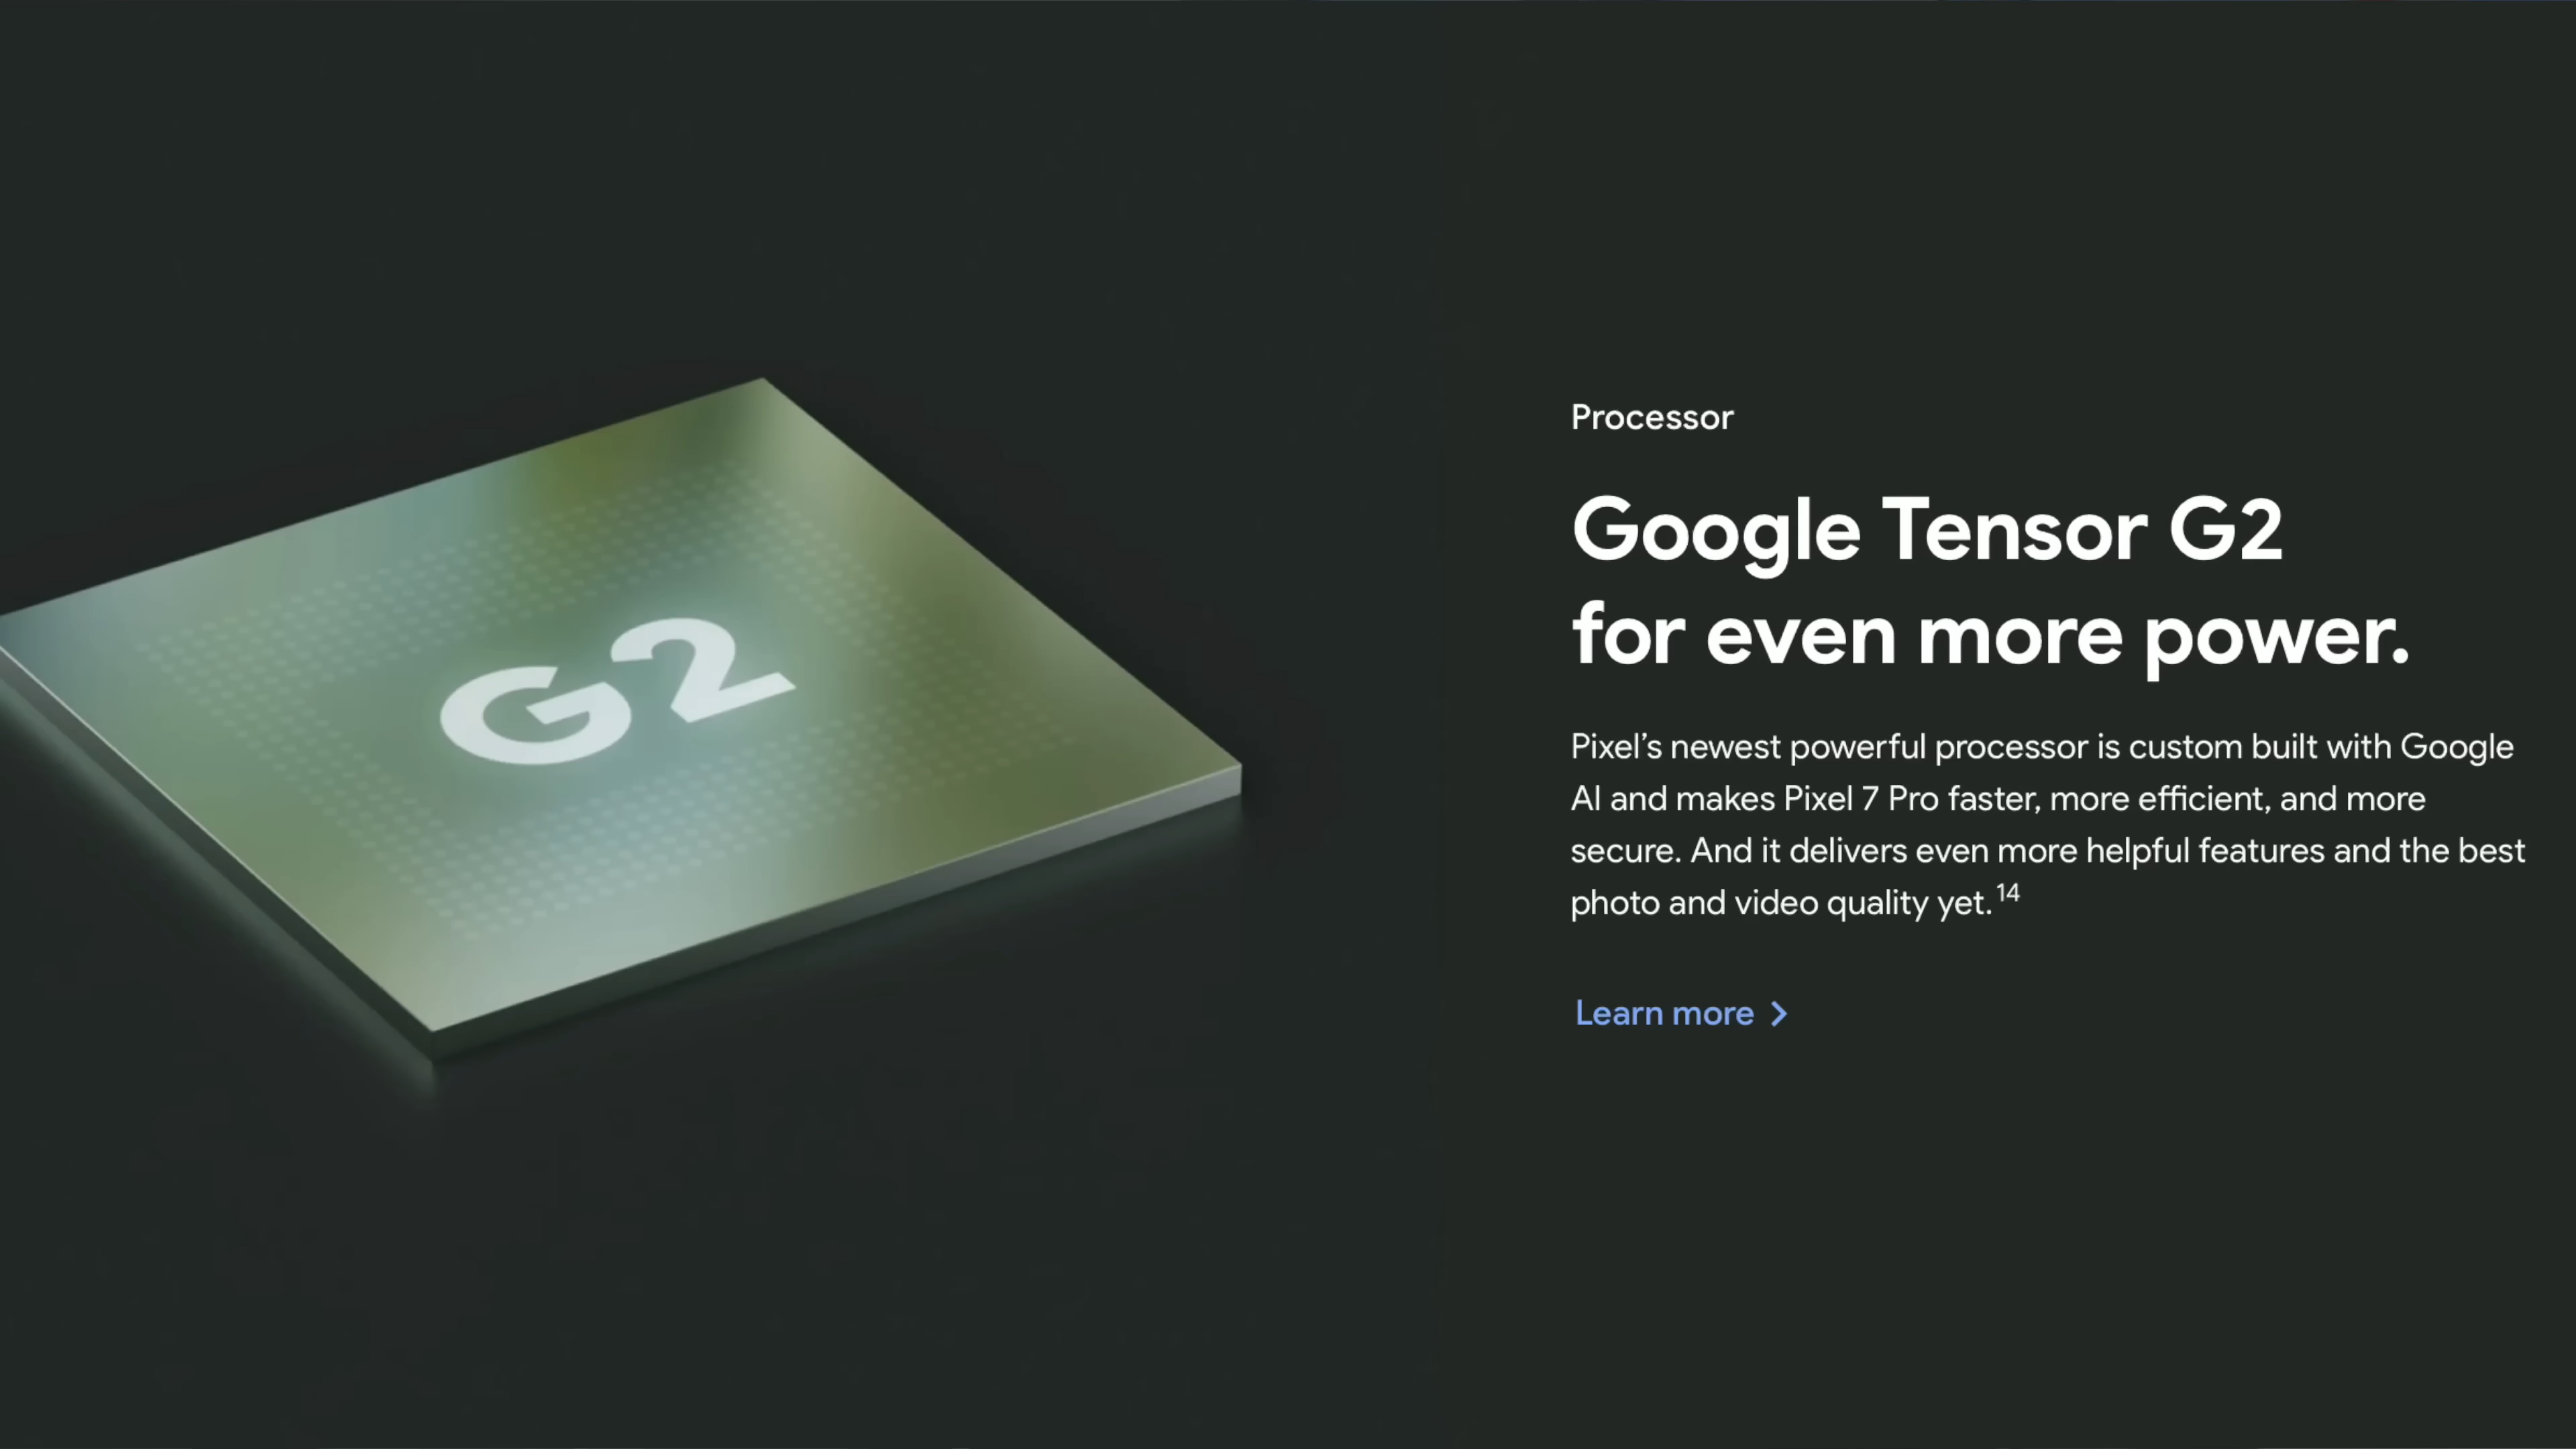 G2
Processor
Google Tensor G2
for even more power.
Pixel’s newest powerful processor is custom built with Google
AI and makes Pixel 7 Pro faster, more efficient, and more
secure. And it delivers even more helpful features and the best
photo and video quality yet.14
Learn more